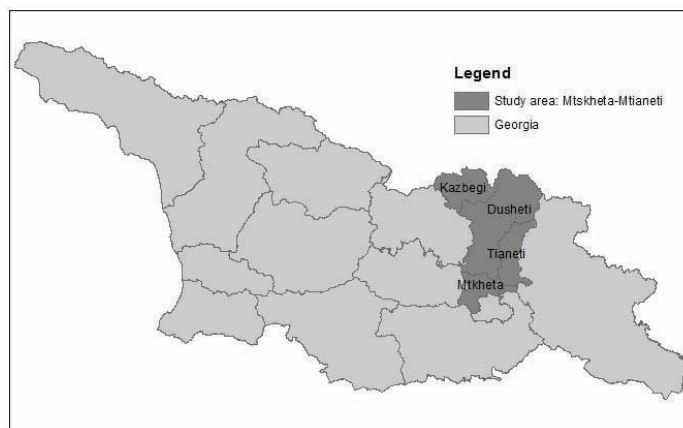 Legend
Study area: Mtskheta-Mtianeti
Georgia
Kazbegi
Dusheti
Tianeti
Mtkheta